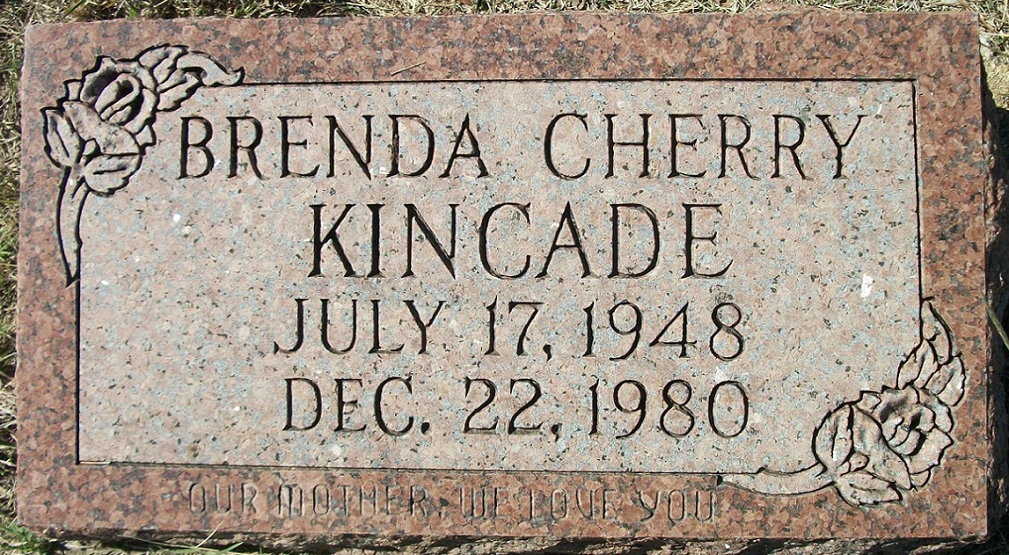 BRENDA CHERRY
KINCADE
JULY 17, 1948
DEC. 22, 1980
OUR MOTHER, WE LOVE YOU